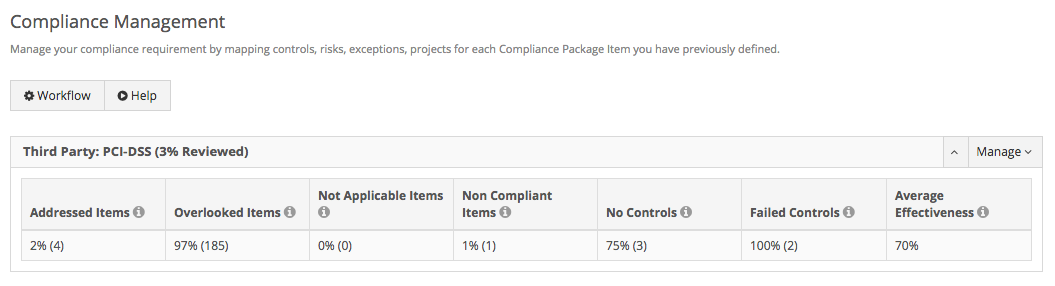 Compliance Management
Manage your compliance requirement by mapping controls, risks, exceptions, projects for each Compliance Package Item you have previously defined.
Workflow
Help
Third Party: PCI-DSS (3% Reviewed)
Manage
Addressed Items
Overlooked Items
Not Applicable Items
Non Compliant
Items
No Controls
Failed Controls
Average
Effectiveness
2% (4)
97% (185)
0% (0)
1% (1)
75% (3)
100% (2)
70%